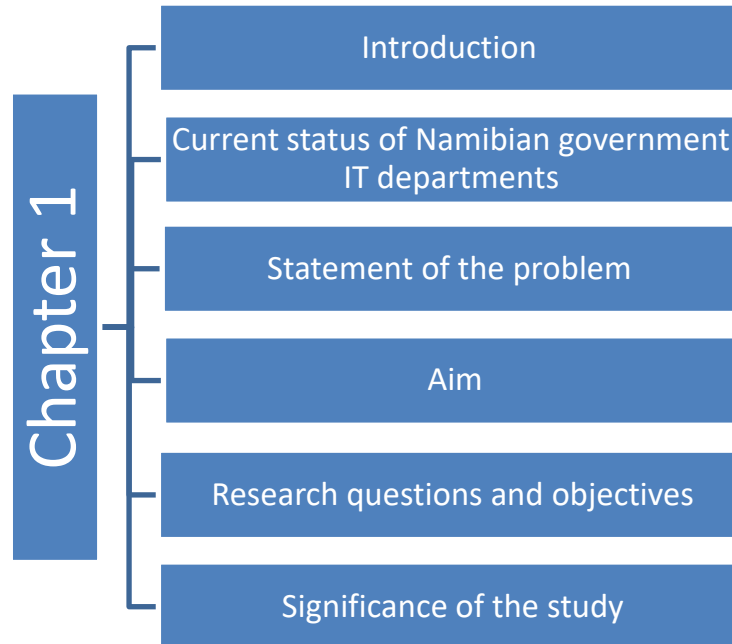 Chapter 1
Introduction
Current status of Namibian government
IT departments
Statement of the problem
Aim
Research questions and objectives
Significance of the study